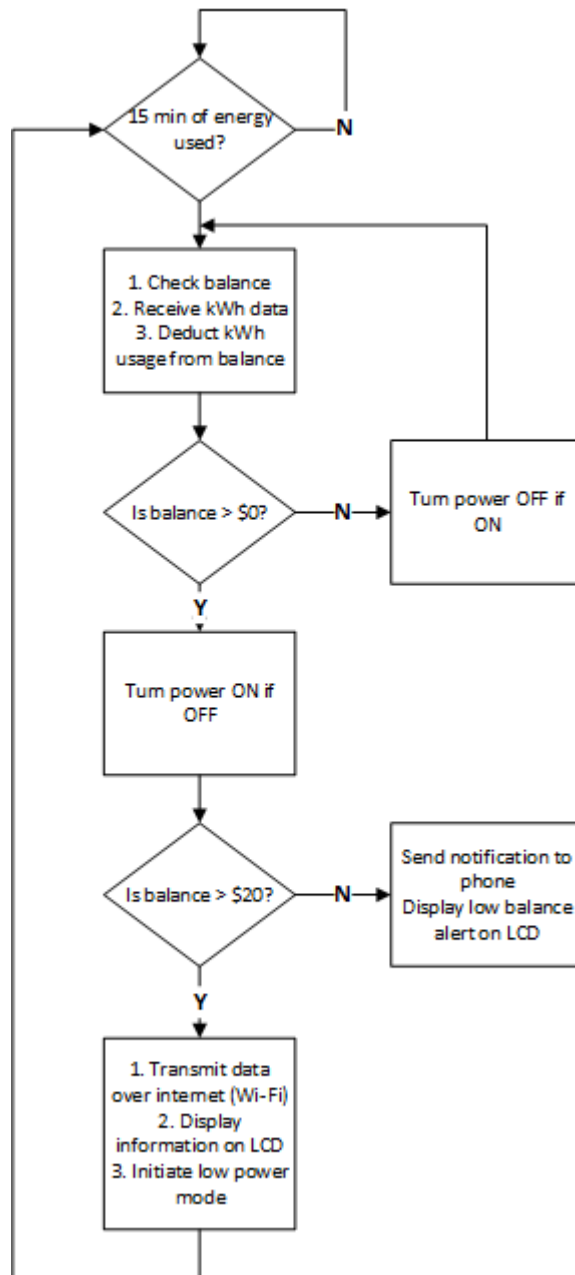 15 min of energy
used?
N
1. Check balance
2. Receive kWh data
3. Deduct kWh
usage from balance
Is balance > $0?
N
Turn power OFF if
ON
Y
Turn power ON if
OFF
Is balance > $20?
N
Send notification to
phone
Display low balance
alert on LCD
Y
1. Transmit data
over internet (Wi-Fi)
2. Display
information on LCD
3. Initiate low power
mode